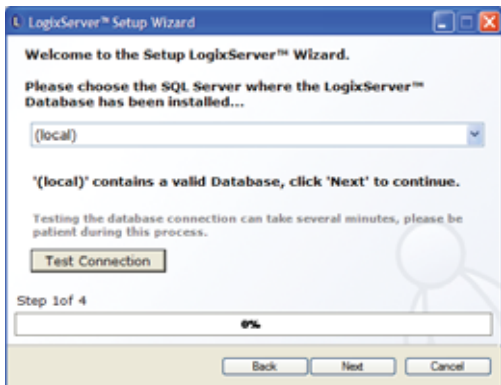 LogixServer™ Setup Wizard
Welcome to the Setup LogixServer™ Wizard.
Please choose the SQL Server where the LogixServer™
Database has been installed...
(local)
'(local)' contains a valid Database, click 'Next' to continue.
Testing the database connection can take several minutes, please be
patient during this process.
Test Connection
Step 1of 4
0%
Back Next Cancel